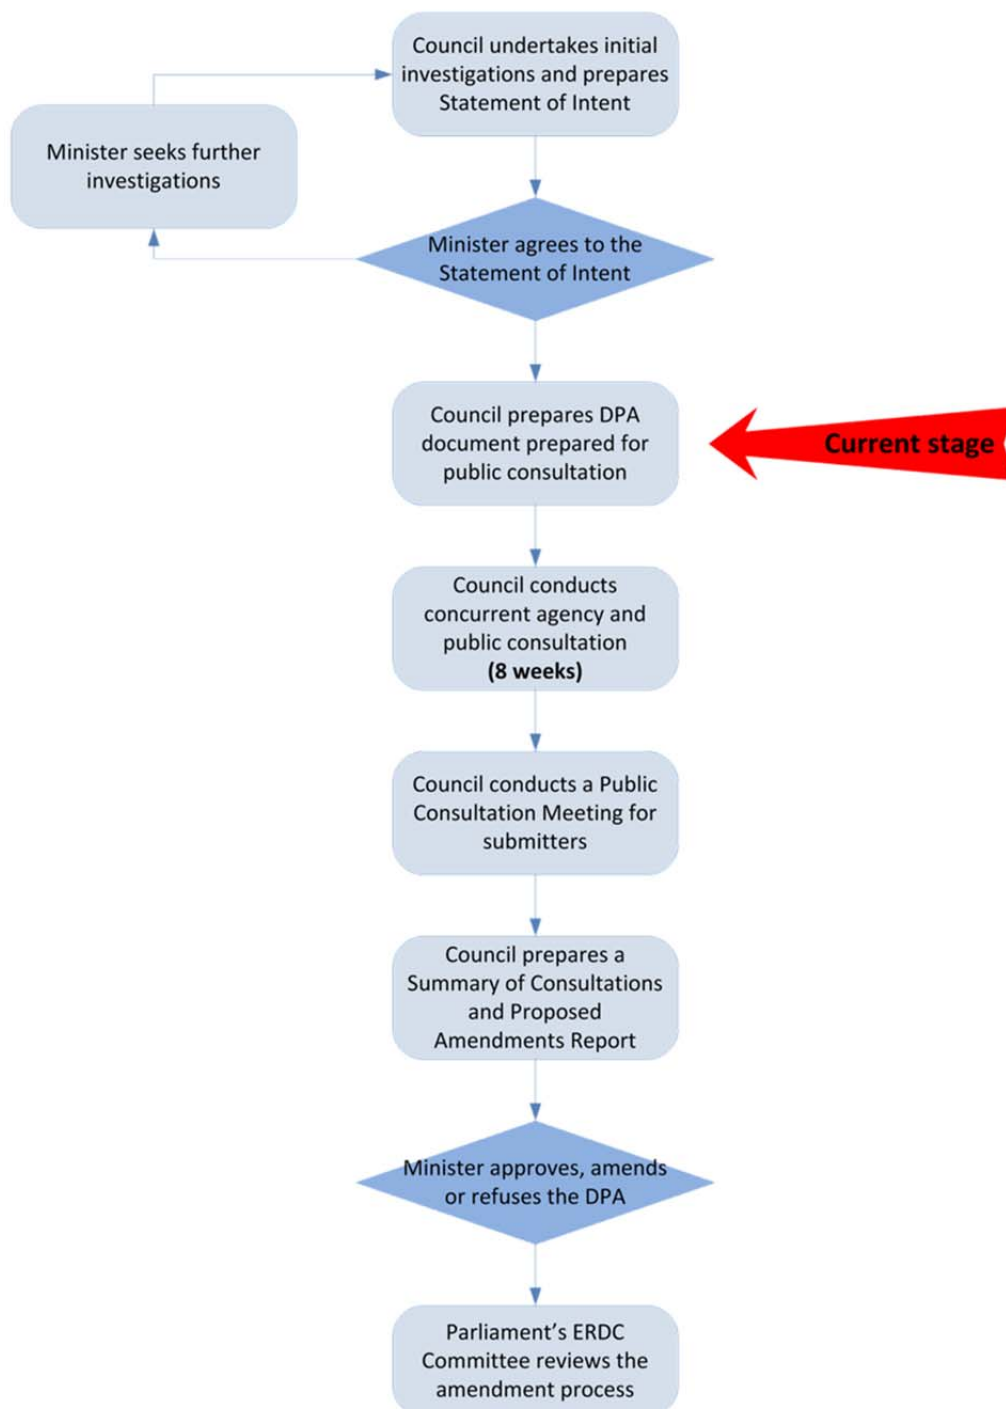 Council undertakes initial
investigations and prepares
Statement of Intent
Minister seeks further
investigations
Minister agrees to the
Statement of Intent
Council prepares DPA
document prepared for
public consultation
Current stage
Council conducts
concurrent agency and
public consultation
(8 weeks)
Council conducts a Public
Consultation Meeting for
submitters
Council prepares a
Summary of Consultations
and Proposed
Amendments Report
Minister approves, amends
or refuses the DPA
Parliament’s ERDC
Committee reviews the
amendment process